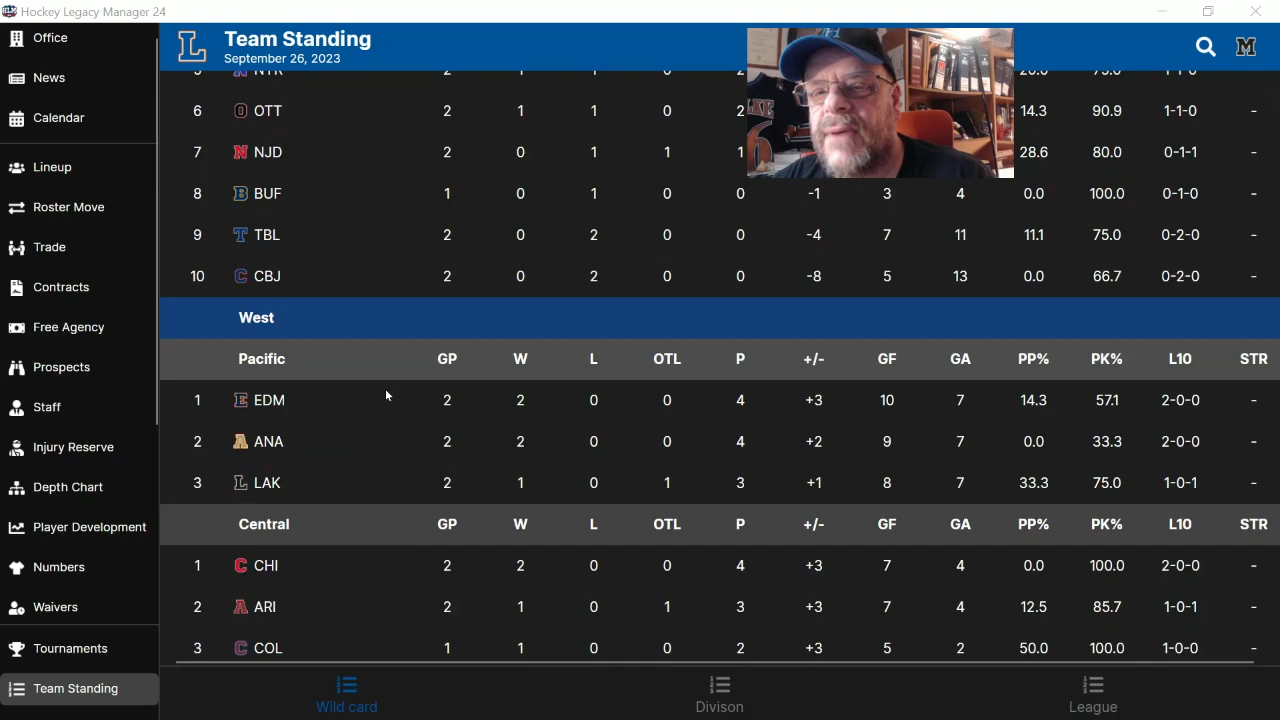 Hockey Legacy Manager 24
Office
News
Calendar
Lineup
Roster Move
Trade
Contracts
Free Agency
Prospects
Staff
Injury Reserve
Depth Chart
Player Development
Numbers
Waivers
Tournaments
Team Standing
L Team Standing
September 26, 2023
M
6 OTT 2 1 1 0 2 14.3 90.9 1-1-0 -
7 NJD 2 0 1 1 1 28.6 80.0 0-1-1 -
8 BUF 1 0 1 0 0 -1 3 4 0.0 100.0 0-1-0 -
9 TBL 2 0 2 0 0 -4 7 11 11.1 75.0 0-2-0 -
10 CBJ 2 0 2 0 0 -8 5 13 0.0 66.7 0-2-0 -
West
Pacific GP W L OTL P +/- GF GA PP% PK% L10 STR
1 EDM 2 2 0 0 4 +3 10 7 14.3 57.1 2-0-0 -
2 ANA 2 2 0 0 4 +2 9 7 0.0 33.3 2-0-0 -
3 LAK 2 1 0 1 3 +1 8 7 33.3 75.0 1-0-1 -
Central GP W L OTL P +/- GF GA PP% PK% L10 STR
1 CHI 2 2 0 0 4 +3 7 4 0.0 100.0 2-0-0 -
2 ARI 2 1 0 1 3 +3 7 4 12.5 85.7 1-0-1 -
3 COL 1 1 0 0 2 +3 5 2 50.0 100.0 1-0-0 -
Wild card
Divison
League